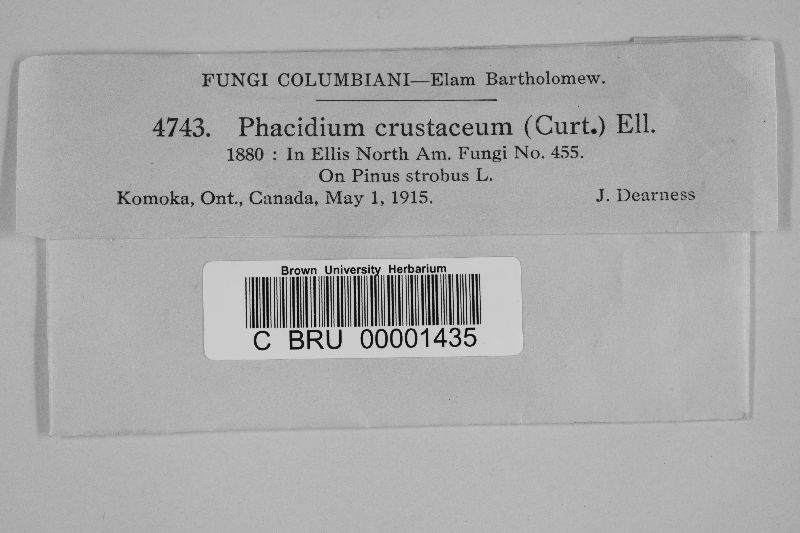 FUNGI COLUMBIANI—Elam Bartholomew.
4743. Phacidium crustaceum (Curt.) Ell.
1880 : In Ellis North Am. Fungi No. 455.
On Pinus strobus L.
Komoka, Ont., Canada, May 1, 1915. J. Dearness
Brown University Herbarium
C BRU 00001435